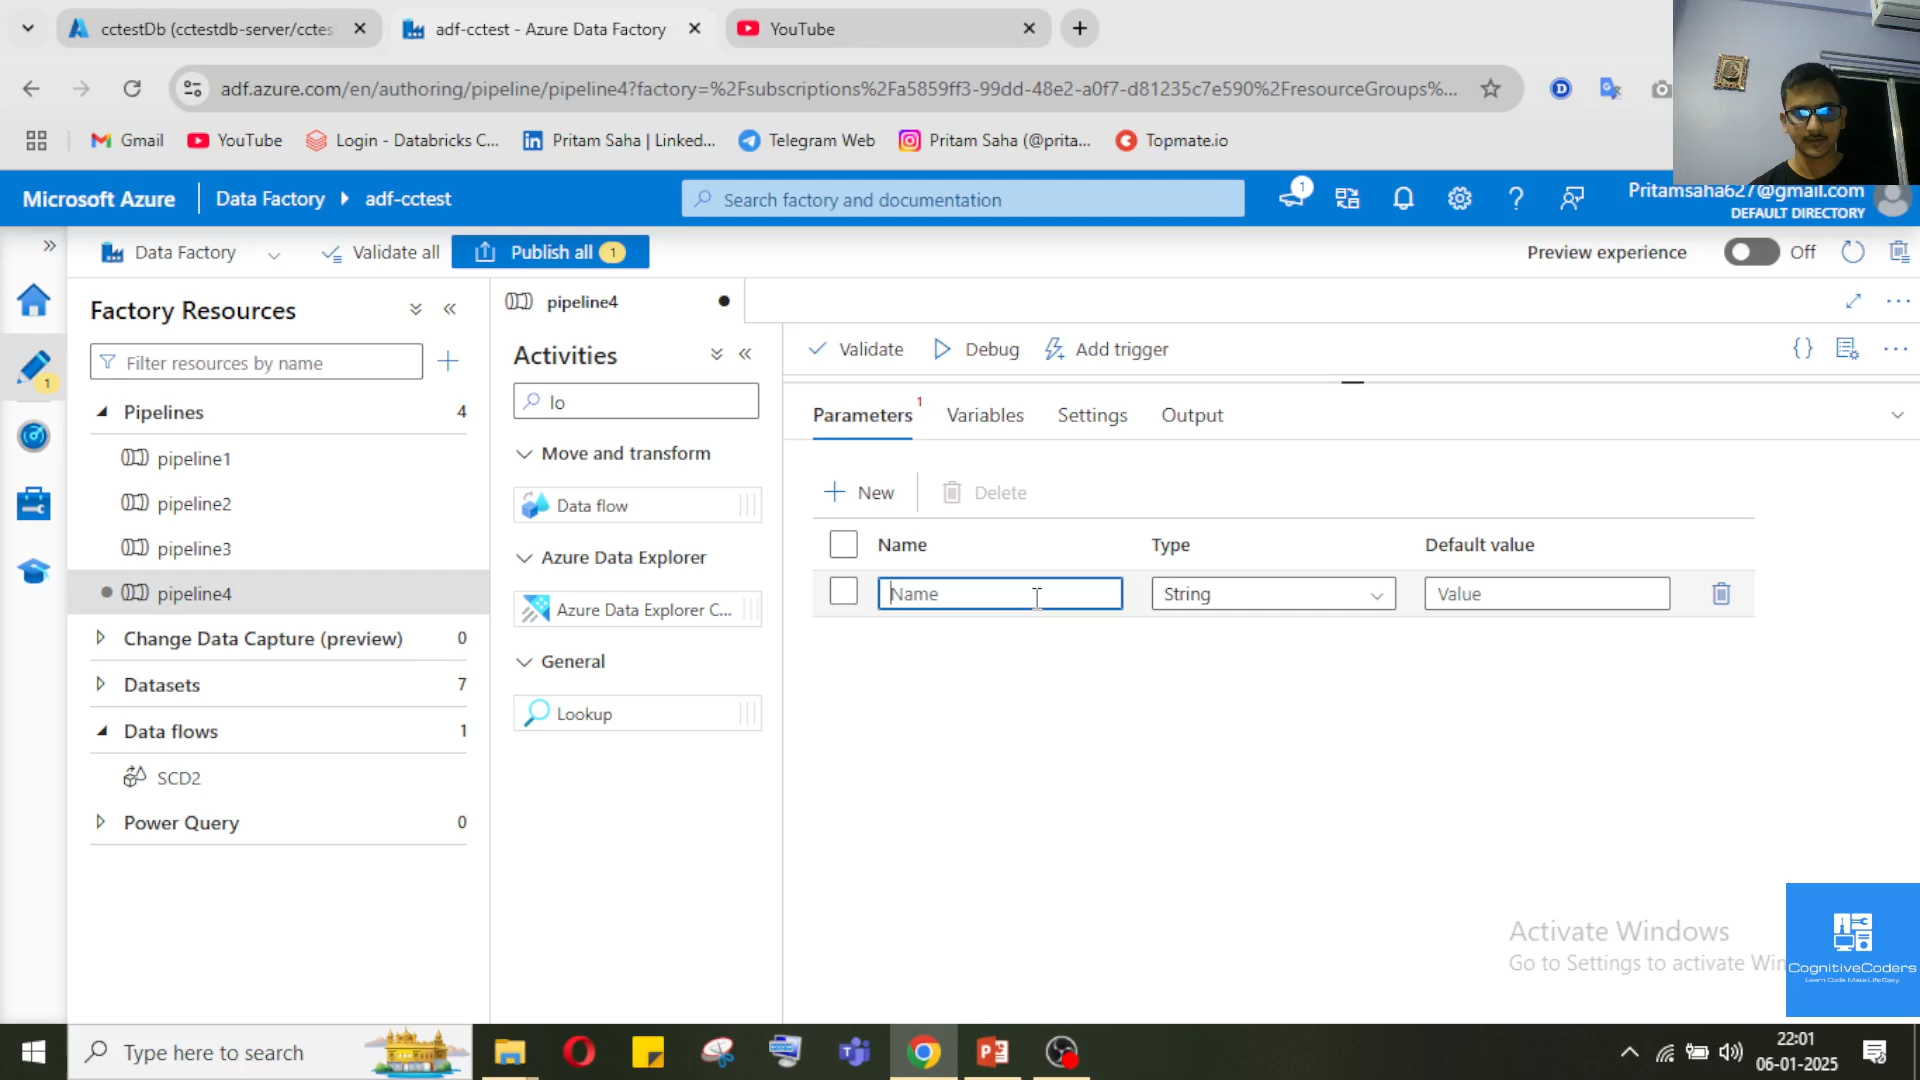 cctestDb (cctestdb-server/cctes
adf-cctest - Azure Data Factory
YouTube
adf.azure.com/en/authoring/pipeline/pipeline4?factory=%2Fsubscriptions%2Fa5859ff3-99dd-48e2-a0f7-d81235c7e590%2FresourceGroups%...
Gmail
YouTube
Login - Databricks C...
Pritam Saha | Linked...
Telegram Web
Pritam Saha (@prita...
Topmate.io
Microsoft Azure
Data Factory
adf-cctest
Search factory and documentation
1
Pritamsaha627@gmail.com
DEFAULT DIRECTORY
Data Factory
Validate all
Publish all 1
Preview experience
Off
Factory Resources
pipeline4
Activities
Validate
Debug
Add trigger
Filter resources by name
1
lo
Pipelines 4
Parameters 1
Variables
Settings
Output
pipeline1
Move and transform
pipeline2
Data flow
New
Delete
pipeline3
Azure Data Explorer
Name
Type
Default value
pipeline4
Azure Data Explorer C...
Name
String
Value
Change Data Capture (preview) 0
General
Datasets 7
Lookup
Data flows 1
SCD2
Power Query 0
Activate Windows
Go to Settings to activate Win
CognitiveCoders
Learn Code Make Life Easy
Type here to search
22:01
06-01-2025